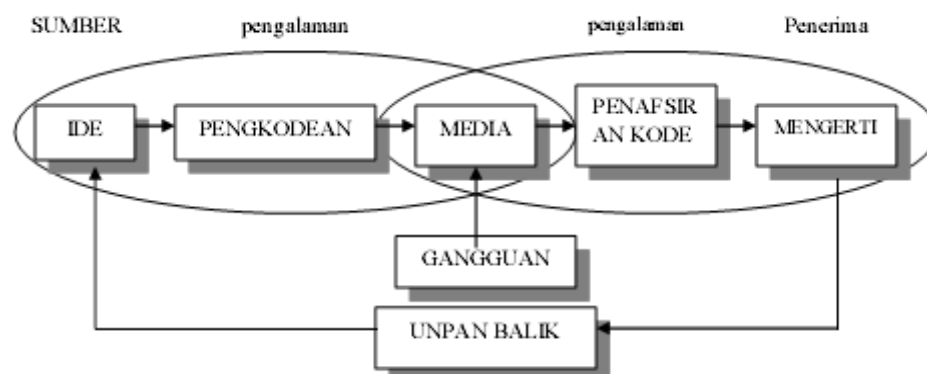 SUMBER pengalaman pengalaman Penerima
IDE
PENGKODEAN
MEDIA
PENAFSIR
AN KODE
MENGERTI
GANGGUAN
UNPAN BALIK